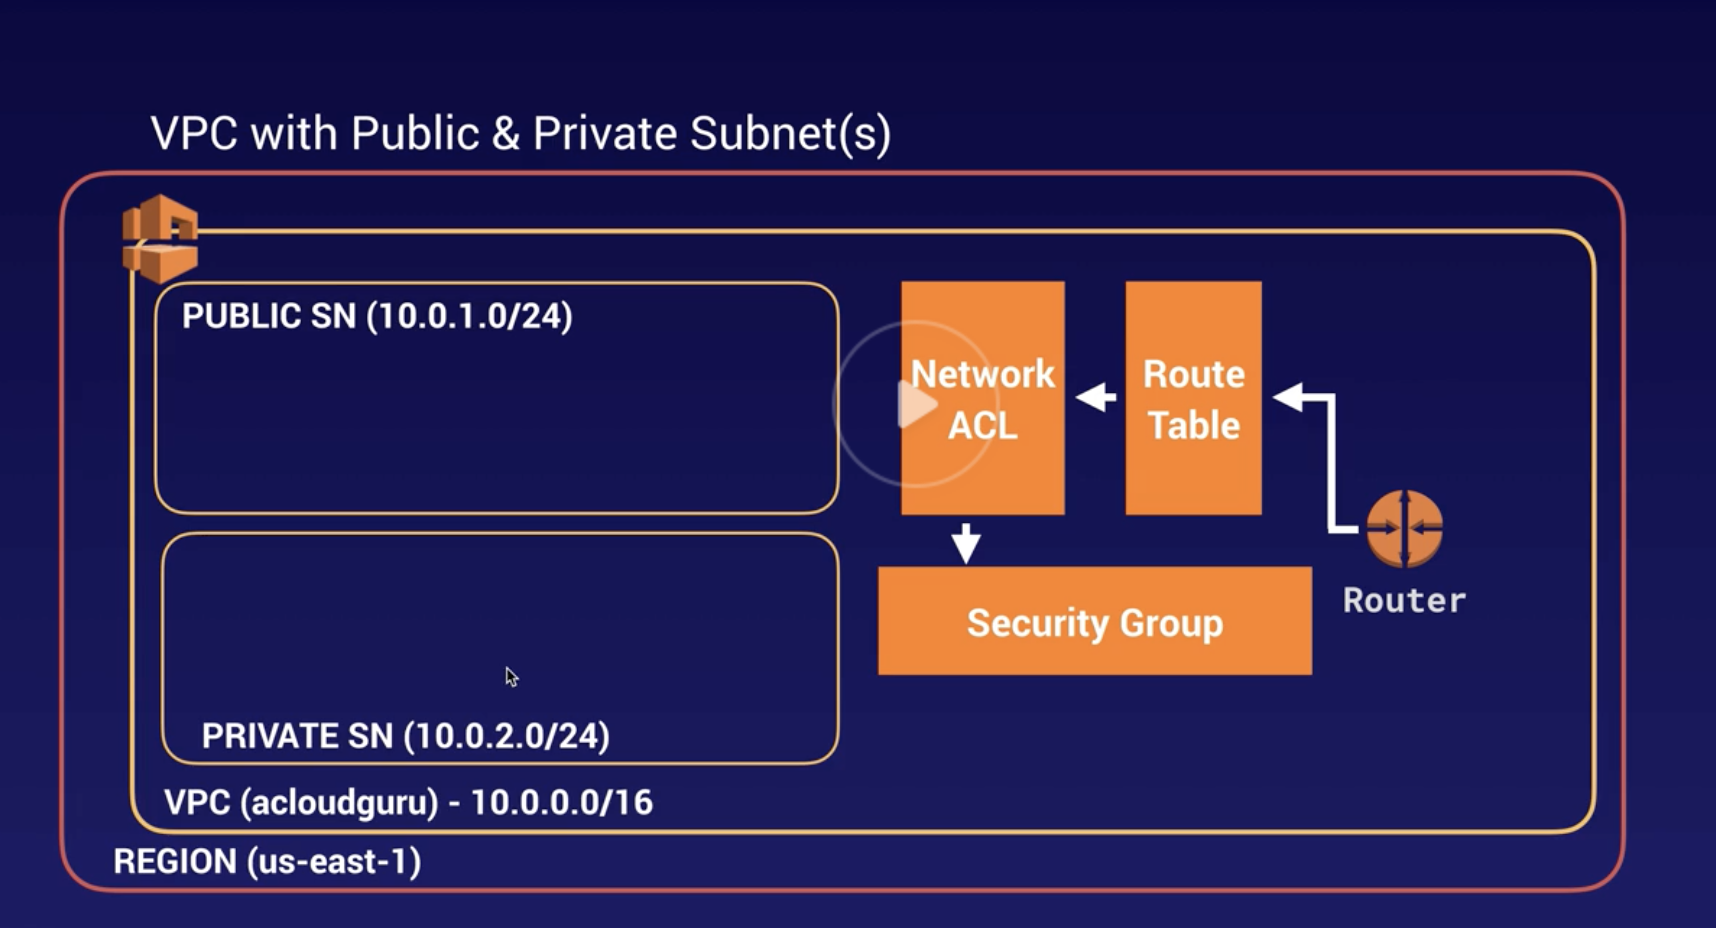 VPC with Public & Private Subnet(s)
PUBLIC SN (10.0.1.0/24)
Network
ACL
Route
Table
Router
Security Group
PRIVATE SN (10.0.2.0/24)
VPC (acloudguru) - 10.0.0.0/16
REGION (us-east-1)